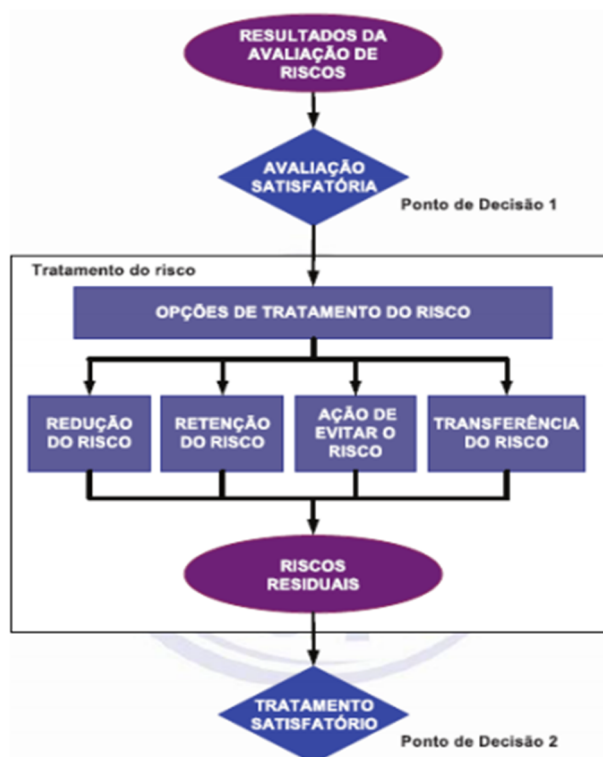 RESULTADOS DA
AVALIAÇÃO DE
RISCOS
AVALIAÇÃO
SATISFATÓRIA
Ponto de Decisão 1
Tratamento do risco
OPÇÕES DE TRATAMENTO DO RISCO
REDUÇÃO
DO RISCO
RETENÇÃO
DO RISCO
AÇÃO DE
EVITAR O
RISCO
TRANSFERÊNCIA
DO RISCO
RISCOS
RESIDUAIS
TRATAMENTO
SATISFATÓRIO
Ponto de Decisão 2